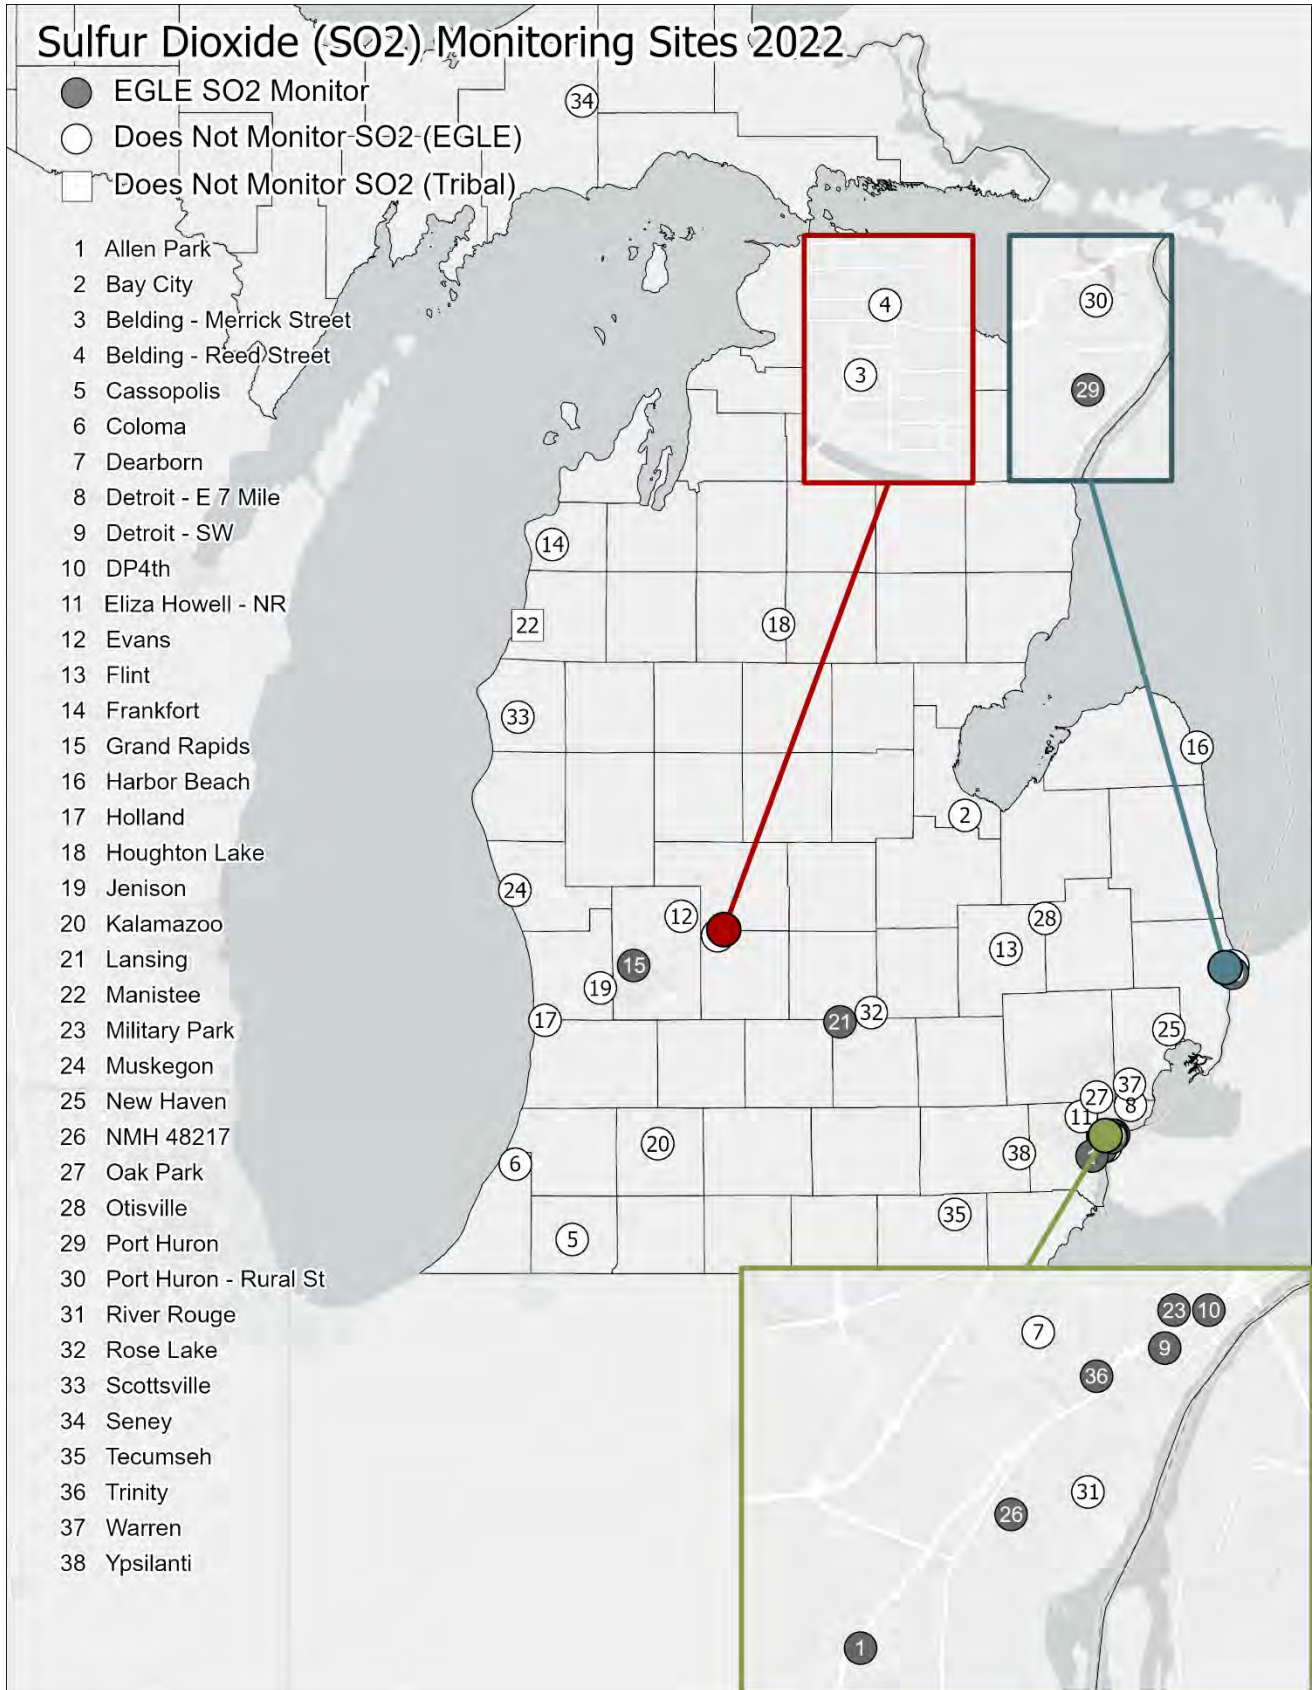 Sulfur Dioxide (SO2) Monitoring Sites 2022
EGLE SO2 Monitor
Does Not Monitor SO2 (EGLE)
Does Not Monitor SO2 (Tribal)
1 Allen Park
2 Bay City
3 Belding - Merrick Street
4 Belding - Reed Street
5 Cassopolis
6 Coloma
7 Dearborn
8 Detroit - E 7 Mile
9 Detroit - SW
10 DP4th
11 Eliza Howell - NR
12 Evans
13 Flint
14 Frankfort
15 Grand Rapids
16 Harbor Beach
17 Holland
18 Houghton Lake
19 Jenison
20 Kalamazoo
21 Lansing
22 Manistee
23 Military Park
24 Muskegon
25 New Haven
26 NMH 48217
27 Oak Park
28 Otisville
29 Port Huron
30 Port Huron - Rural St
31 River Rouge
32 Rose Lake
33 Scottsville
34 Seney
35 Tecumseh
36 Trinity
37 Warren
38 Ypsilanti
34
4
3
30
29
14
22
18
33
16
2
24
12
28
13
15
19
17
21
32
25
37
27
8
11
20
38
6
35
5
23 10
7
9
36
31
26
1